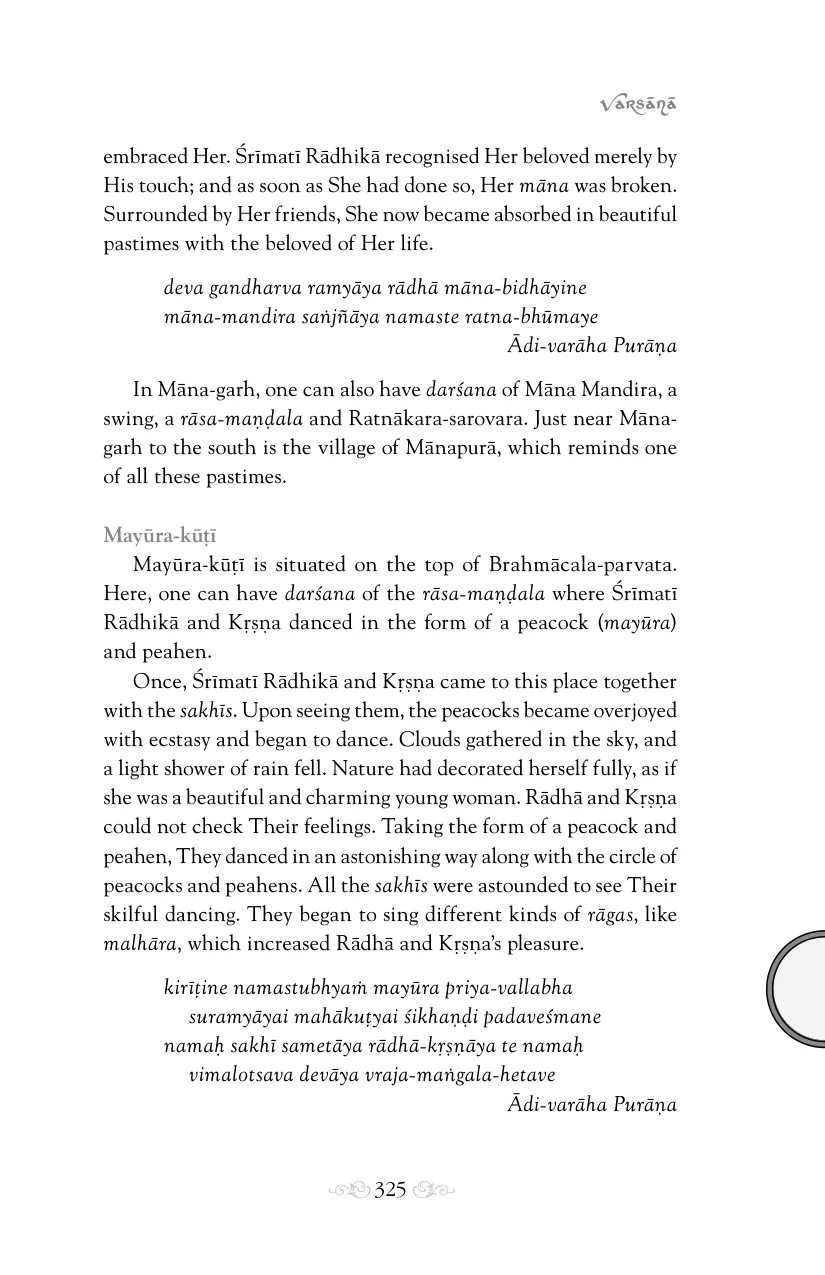 Varsānā
embraced Her. Śrīmatī Rādhikā recognised Her beloved merely by
His touch; and as soon as She had done so, Her māna was broken.
Surrounded by Her friends, She now became absorbed in beautiful
pastimes with the beloved of Her life.
deva gandharva ramyāya rādhā māna-bidhāyine
māna-mandira saṅjñāya namaste ratna-bhūmaye
Ādi-varāha Purāṇa
In Māna-garh, one can also have darśana of Māna Mandira, a
swing, a rāsa-maṇḍala and Ratnākara-sarovara. Just near Māna-
garh to the south is the village of Mānapurā, which reminds one
of all these pastimes.
Mayūra-kūṭī
Mayūra-kūṭī is situated on the top of Brahmācala-parvata.
Here, one can have darśana of the rāsa-maṇḍala where Śrīmatī
Rādhikā and Kṛṣṇa danced in the form of a peacock (mayūra)
and peahen.
Once, Śrīmatī Rādhikā and Kṛṣṇa came to this place together
with the sakhīs. Upon seeing them, the peacocks became overjoyed
with ecstasy and began to dance. Clouds gathered in the sky, and
a light shower of rain fell. Nature had decorated herself fully, as if
she was a beautiful and charming young woman. Rādhā and Kṛṣṇa
could not check Their feelings. Taking the form of a peacock and
peahen, They danced in an astonishing way along with the circle of
peacocks and peahens. All the sakhīs were astounded to see Their
skilful dancing. They began to sing different kinds of rāgas, like
malhāra, which increased Rādhā and Kṛṣṇa’s pleasure.
kirīṭine namastubhyaṁ mayūra priya-vallabha
suramyāyai mahākuṭyai śikhaṇḍi padaveśmane
namaḥ sakhī sametāya rādhā-kṛṣṇāya te namaḥ
vimalotsava devāya vraja-maṅgala-hetave
Ādi-varāha Purāṇa
325